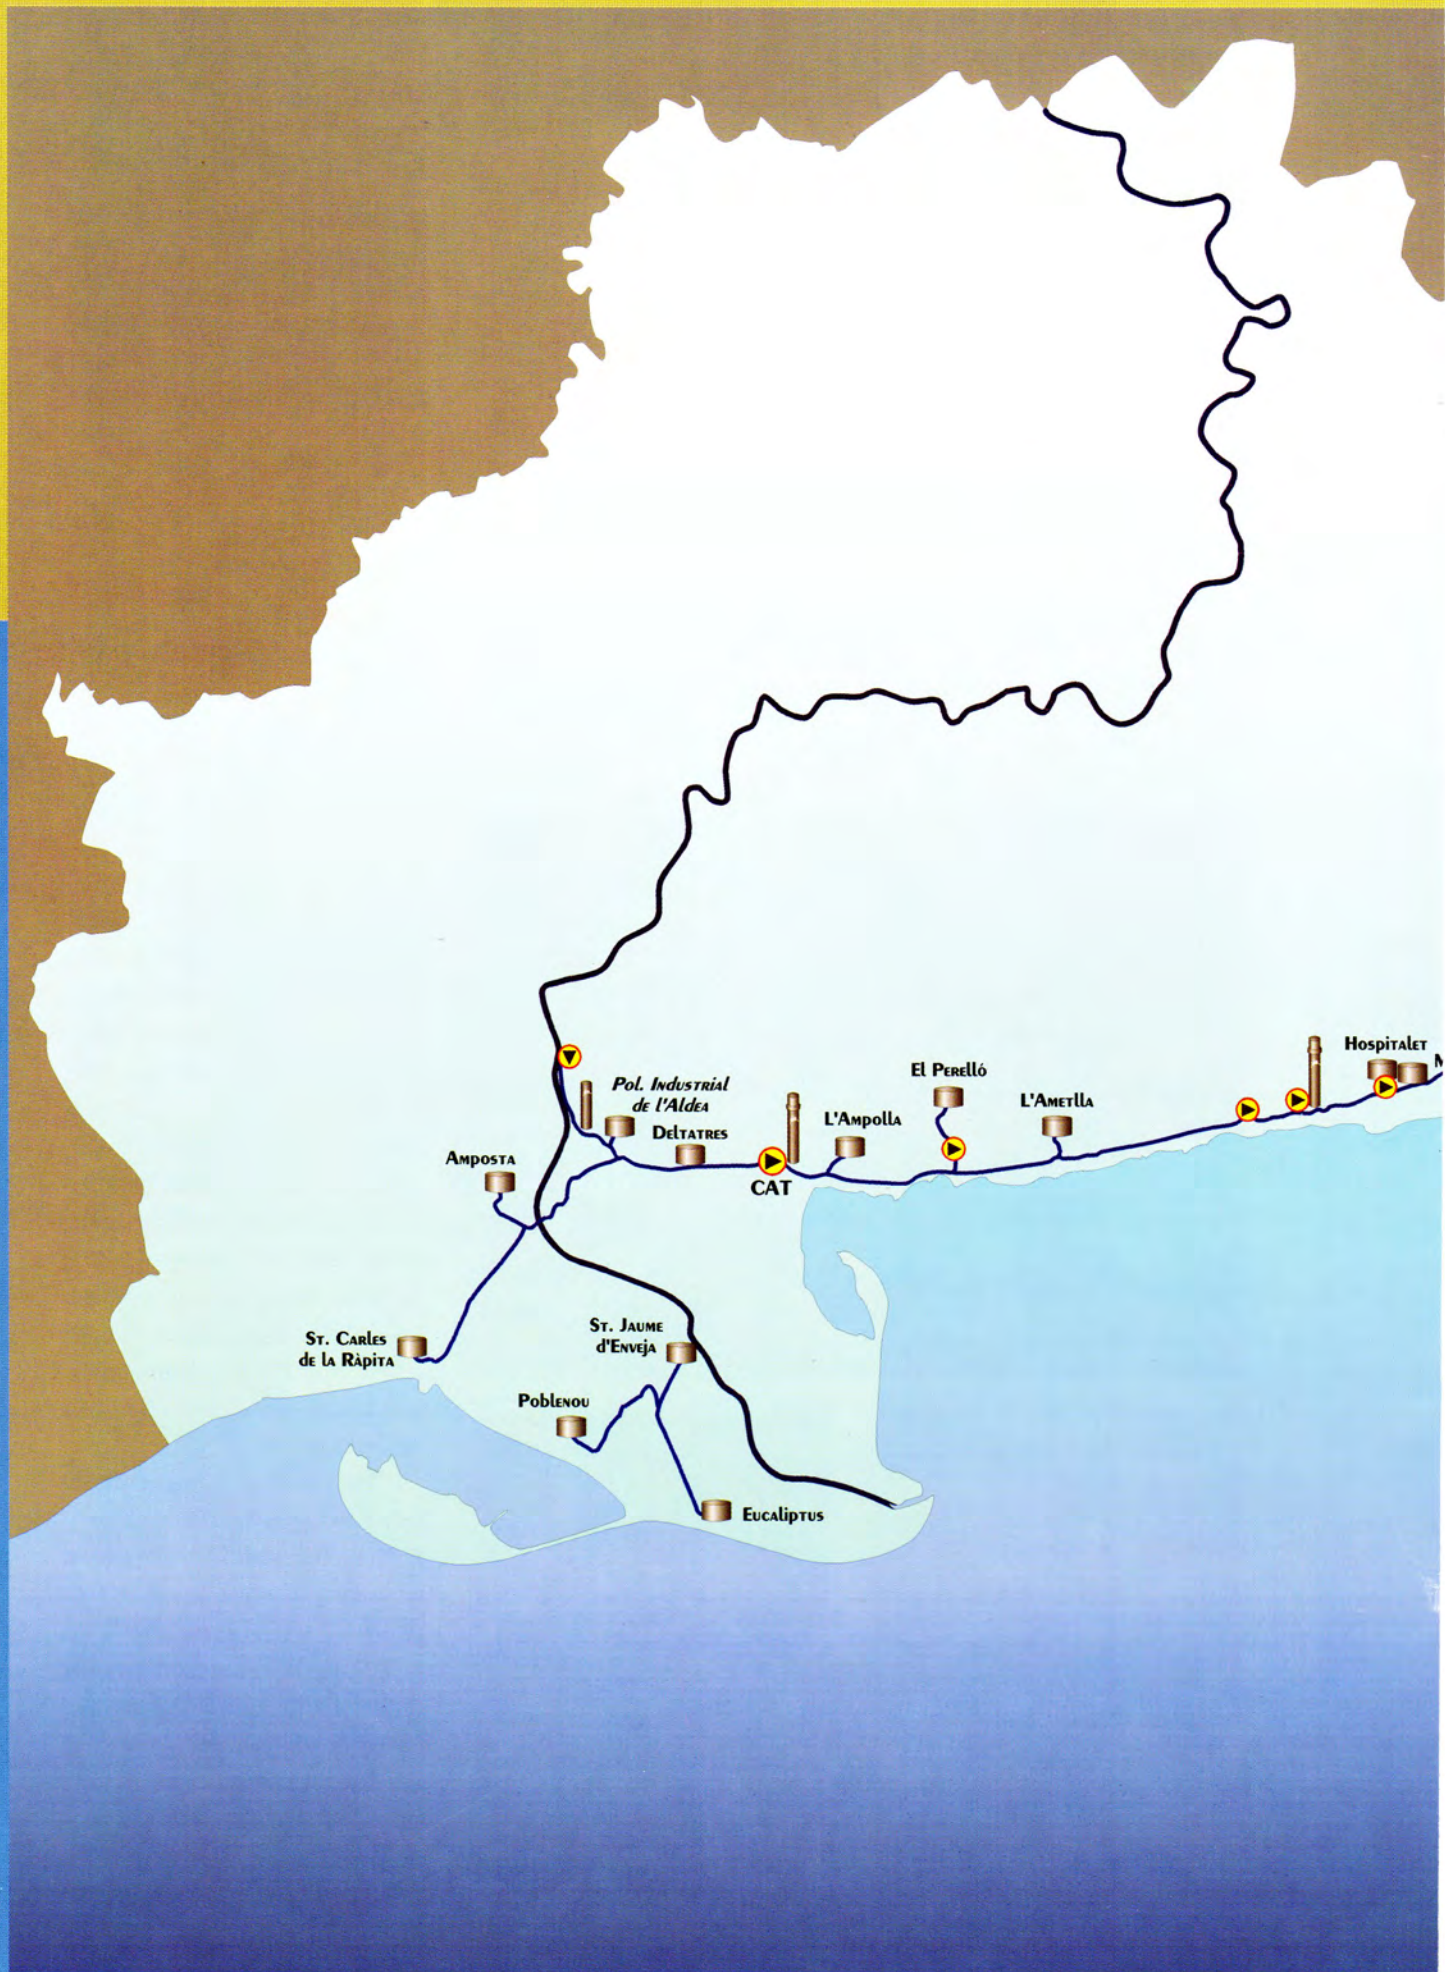 Hospitalet
El Perelló
Pol. Industrial
de l'Aldea
L'Ametlla
L'Ampolla
Deltatres
Amposta
CAT
St. Jaume
d'Enveja
St. Carles
de la Ràpita
Poblenou
Eucaliptus